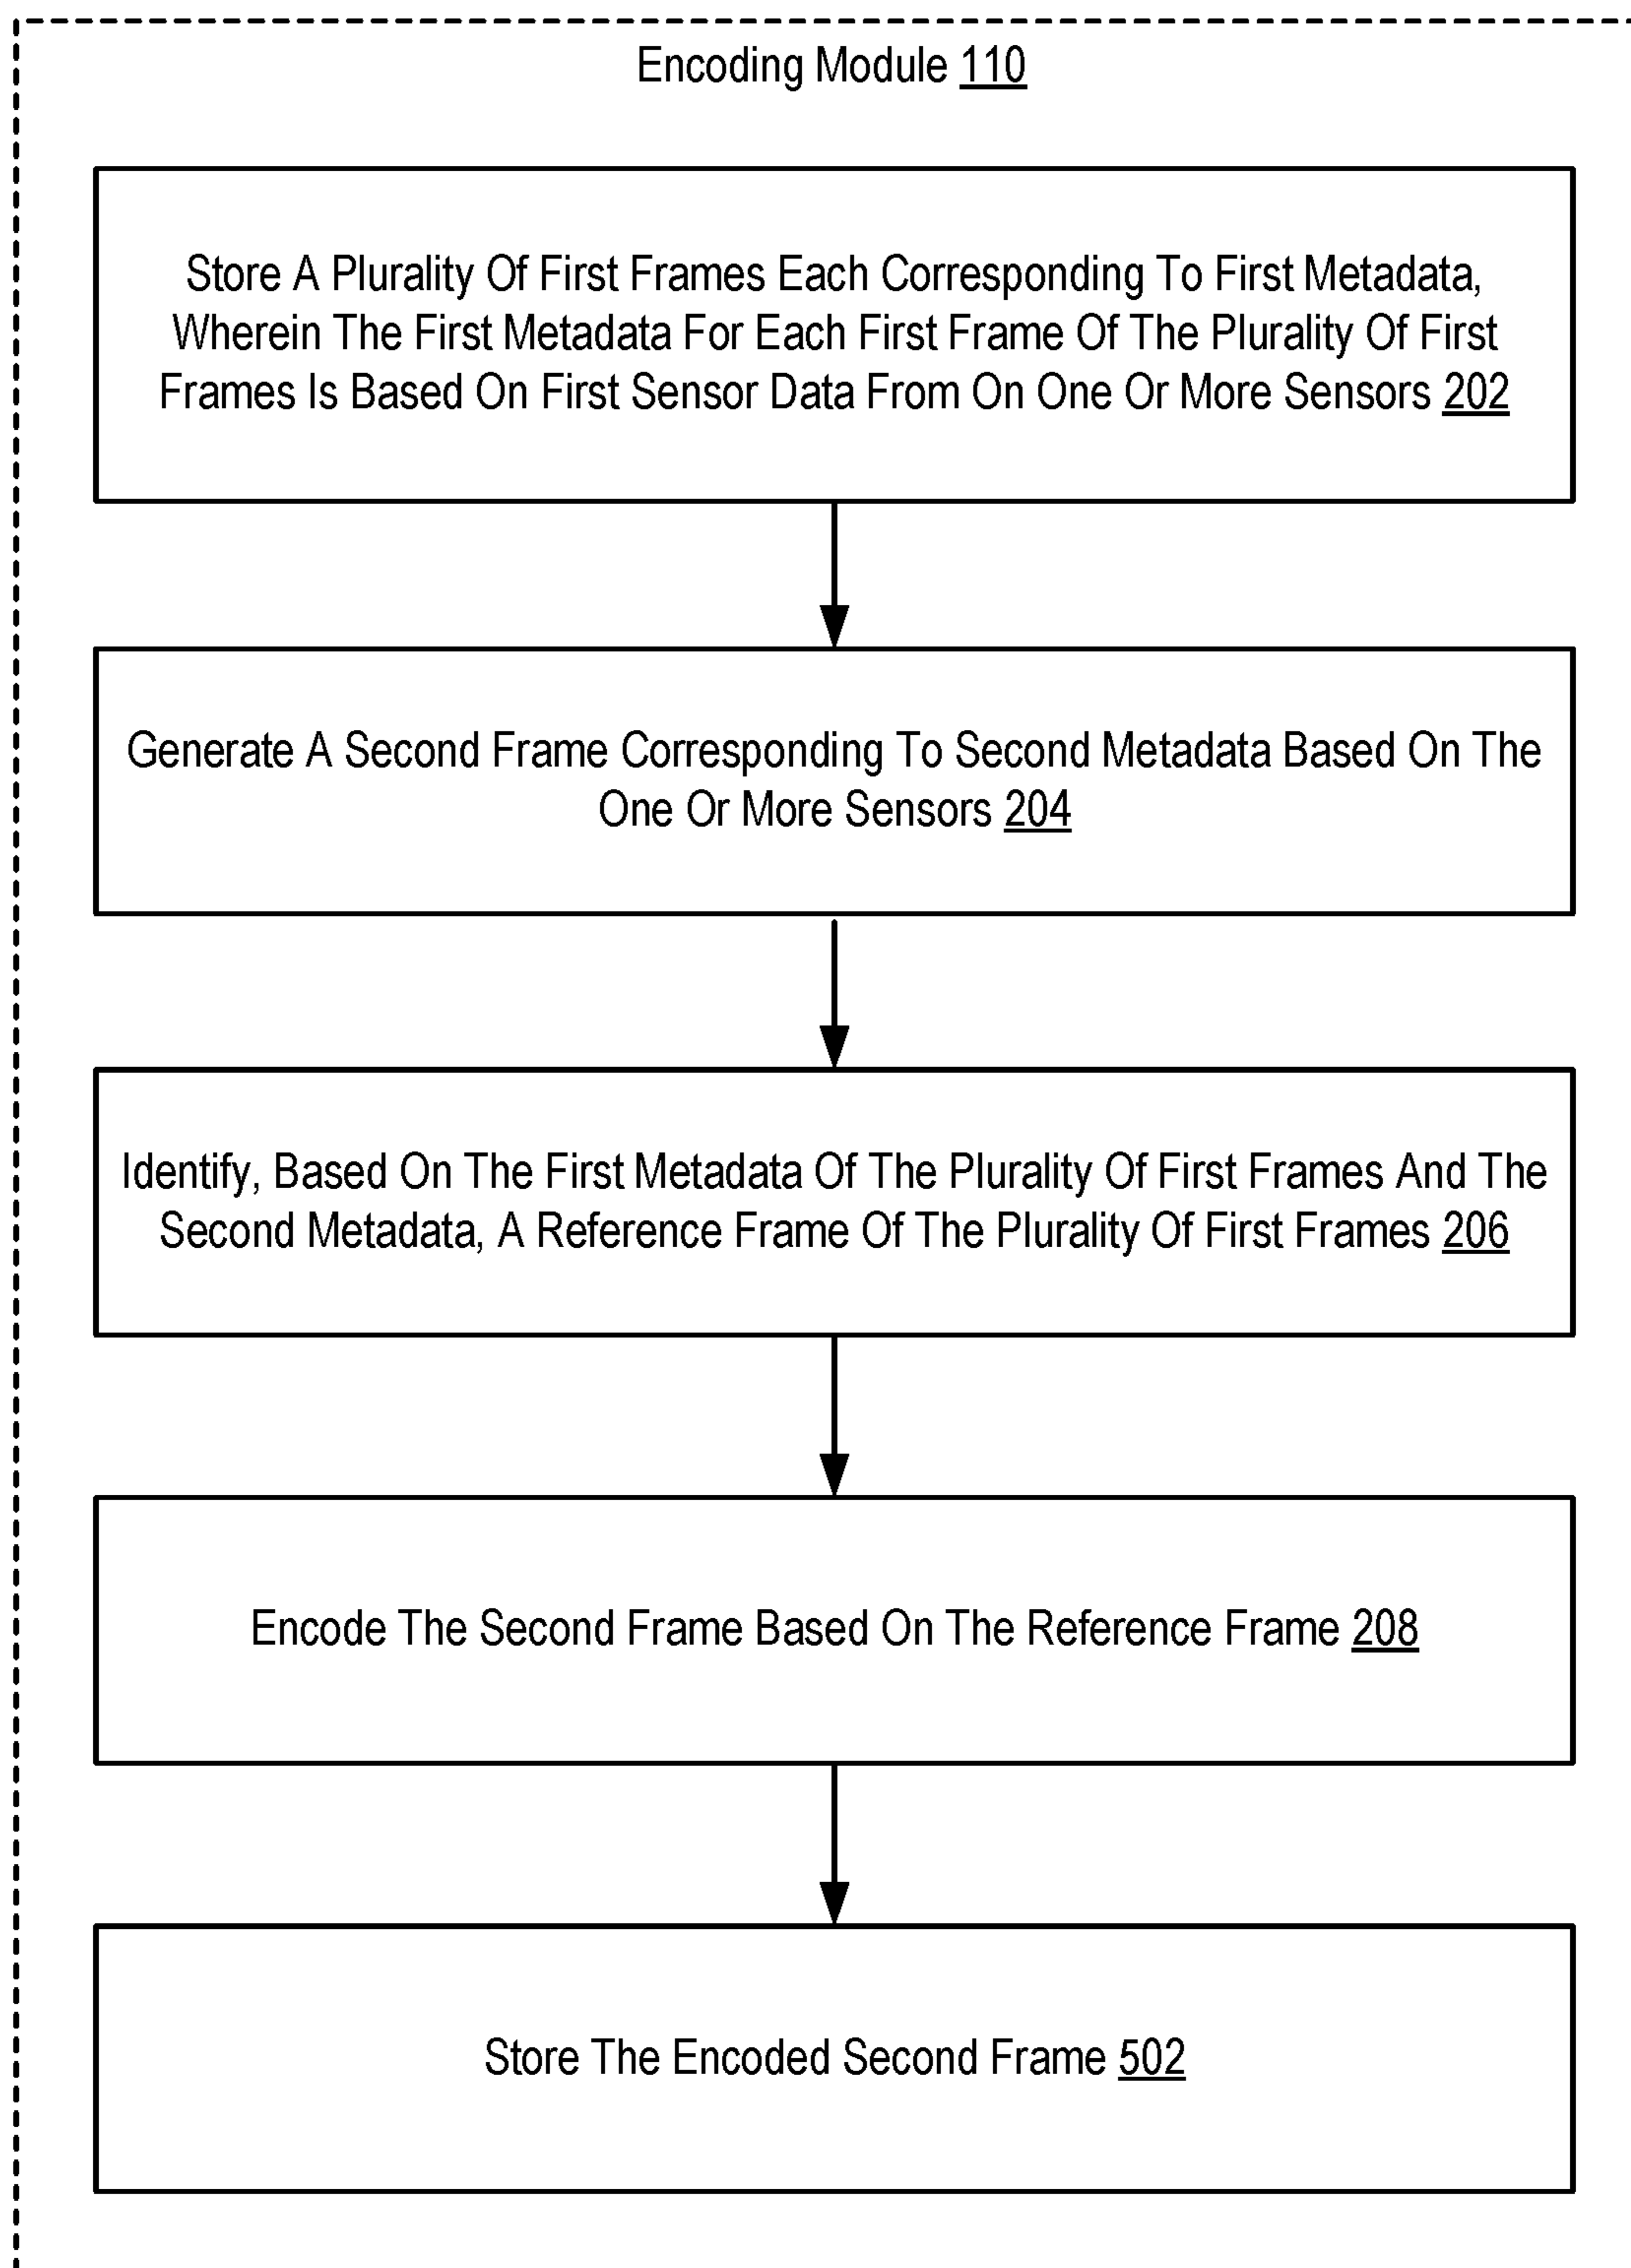 Encoding Module 110
Store A Plurality Of First Frames Each Corresponding To First Metadata,
Wherein The First Metadata For Each First Frame Of The Plurality Of First
Frames Is Based On First Sensor Data From On One Or More Sensors 202
Generate A Second Frame Corresponding To Second Metadata Based On The
One Or More Sensors 204
Identify, Based On The First Metadata Of The Plurality Of First Frames And The
Second Metadata, A Reference Frame Of The Plurality Of First Frames 206
Encode The Second Frame Based On The Reference Frame 208
Store The Encoded Second Frame 502